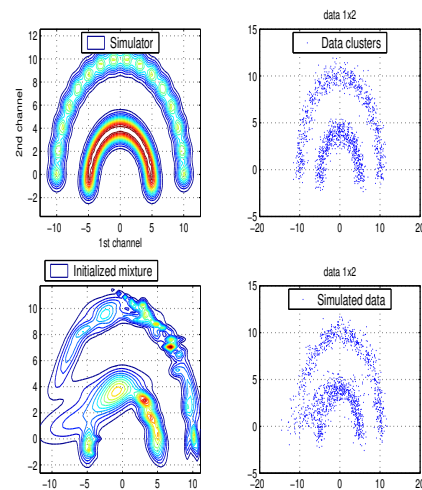 Simulator
12
10
8
6
4
2
0
−2
2nd channel
−10 −5 0 5 10
1st channel
data 1x2
Data clusters
15
10
5
0
−5
−20 −10 0 10 20
Initialized mixture
10
8
6
4
2
0
−2
−10 −5 0 5 10
data 1x2
Simulated data
15
10
5
0
−5
−20 −10 0 10 20